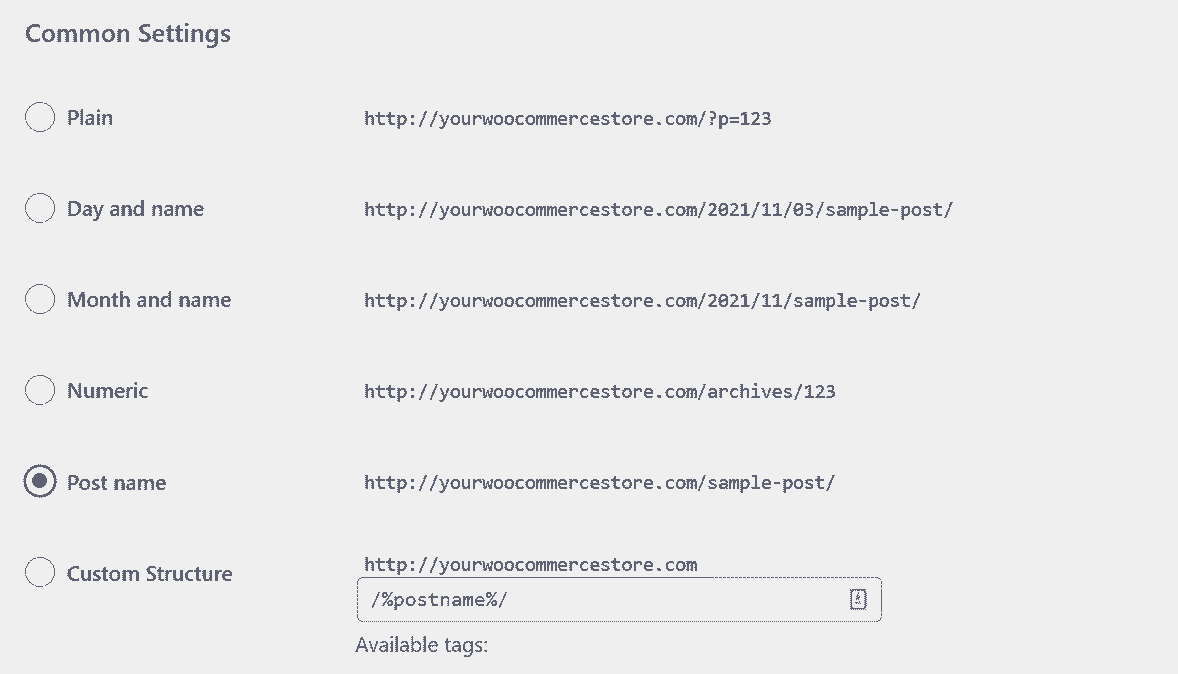 Common Settings
Plain http://yourwoocommercestore.com/?p=123
Day and name http://yourwoocommercestore.com/2021/11/03/sample-post/
Month and name http://yourwoocommercestore.com/2021/11/sample-post/
Numeric http://yourwoocommercestore.com/archives/123
Post name http://yourwoocommercestore.com/sample-post/
Custom Structure http://yourwoocommercestore.com
/%postname%/
Available tags: